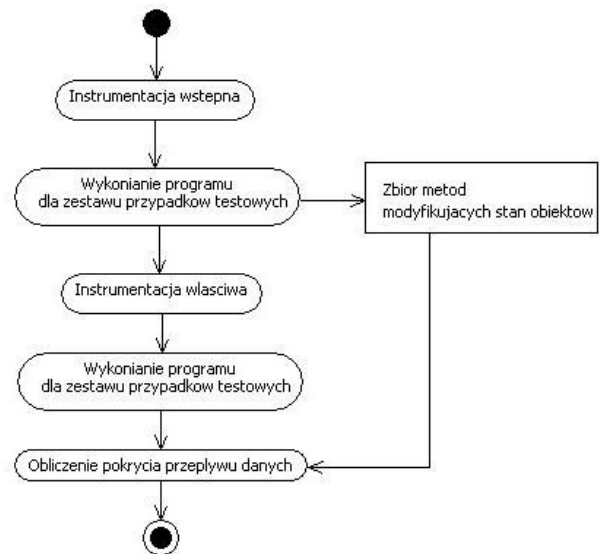 Instrumentacja wstepna
Wykonianie programu
dla zestawu przypadkow testowych
Zbior metod
modyfikujacych stan obiektow
Instrumentacja wlasciwa
Wykonianie programu
dla zestawu przypadkow testowych
Obliczenie pokrycia przeplywu danych